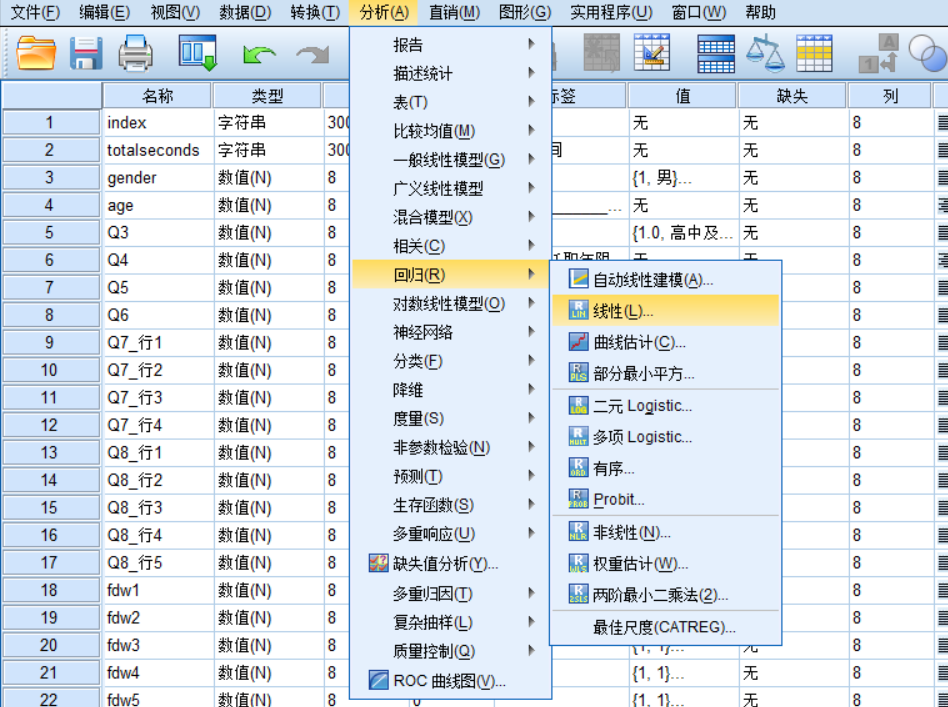 文件(F) 编辑(E) 视图(V) 数据(D) 转换(T) 分析(A) 直销(M) 图形(G) 实用程序(U) 窗口(W) 帮助
名称 类型 标签 值 缺失 列
1 index 字符串 300 无 无 8
2 totalseconds 字符串 300 间 无 无 8
3 gender 数值(N) 8 {1, 男}... 无 8
4 age 数值(N) 8 ______... 无 无 8
5 Q3 数值(N) 8 {1.0, 高中及... 无 8
6 Q4 数值(N) 8 任职年限 无 无 8
7 Q5 数值(N) 8 8
8 Q6 数值(N) 8 8
9 Q7_行1 数值(N) 8 8
10 Q7_行2 数值(N) 8 8
11 Q7_行3 数值(N) 8 8
12 Q7_行4 数值(N) 8 8
13 Q8_行1 数值(N) 8 8
14 Q8_行2 数值(N) 8 8
15 Q8_行3 数值(N) 8 8
16 Q8_行4 数值(N) 8 8
17 Q8_行5 数值(N) 8 8
18 fdw1 数值(N) 8 8
19 fdw2 数值(N) 8 8
20 fdw3 数值(N) 8 {1, 1}... 无 8
21 fdw4 数值(N) 8 {1, 1}... 无 8
22 fdw5 数值(N) 8 0 {1, 1}... 无 8
报告
描述统计
表(T)
比较均值(M)
一般线性模型(G)
广义线性模型
混合模型(X)
相关(C)
回归(R)
对数线性模型(O)
神经网络
分类(F)
降维
度量(S)
非参数检验(N)
预测(T)
生存函数(S)
多重响应(U)
缺失值分析(Y)...
多重归因(T)
复杂抽样(L)
质量控制(Q)
ROC 曲线图(V)...
自动线性建模(A)...
线性(L)...
曲线估计(C)...
部分最小平方...
二元 Logistic...
多项 Logistic...
有序...
Probit...
非线性(N)...
权重估计(W)...
两阶最小二乘法(2)...
最佳尺度(CATREG)...